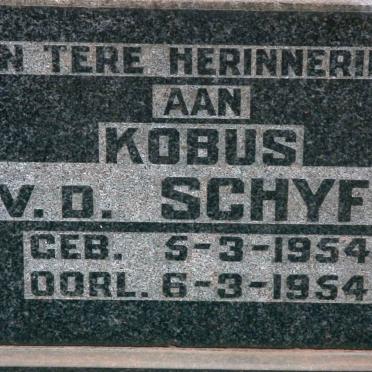 N TERE HERINNERIN
AAN
KOBUS
V.D. SCHYF
GEB. 5-3-1954
OORL. 6-3-1954